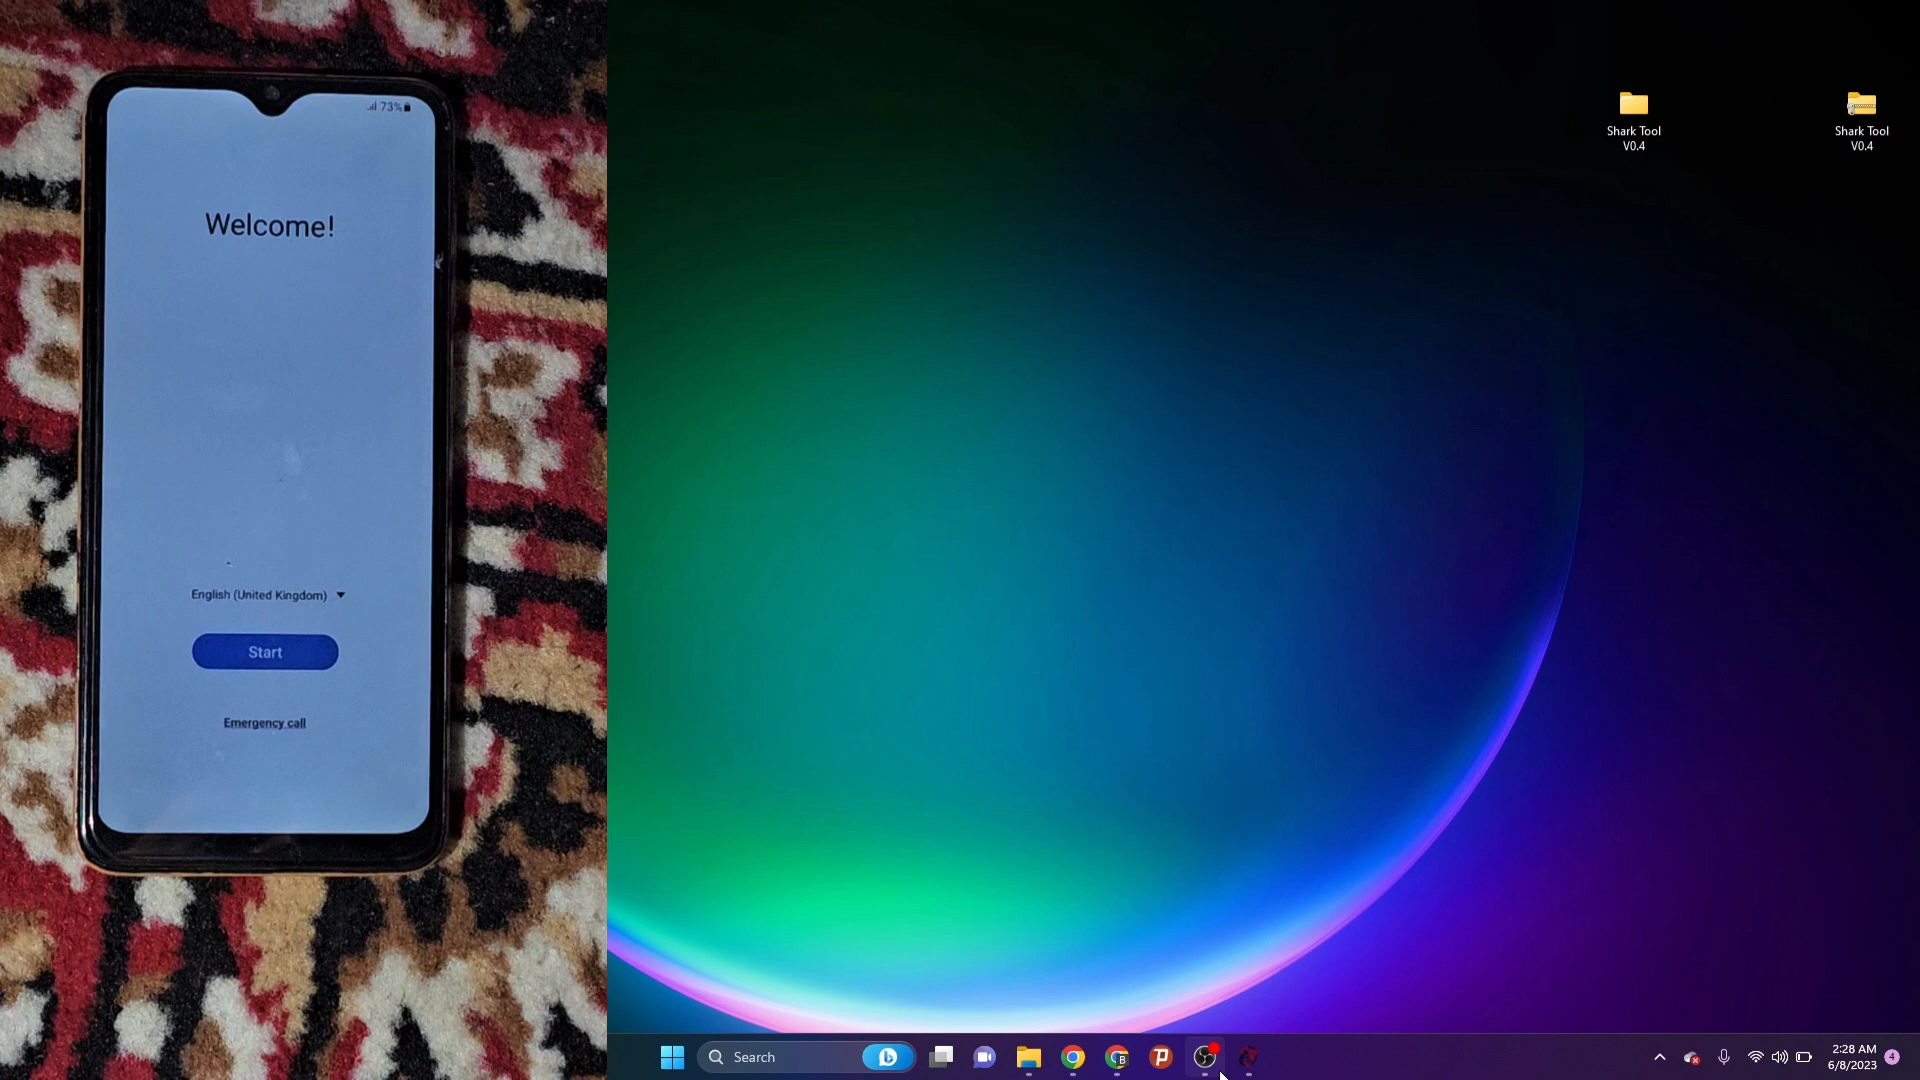 73%
Welcome!
English (United Kingdom)
Start
Emergency call
Shark Tool
V0.4
Shark Tool
V0.4
Search
2:28 AM
6/8/2023
4